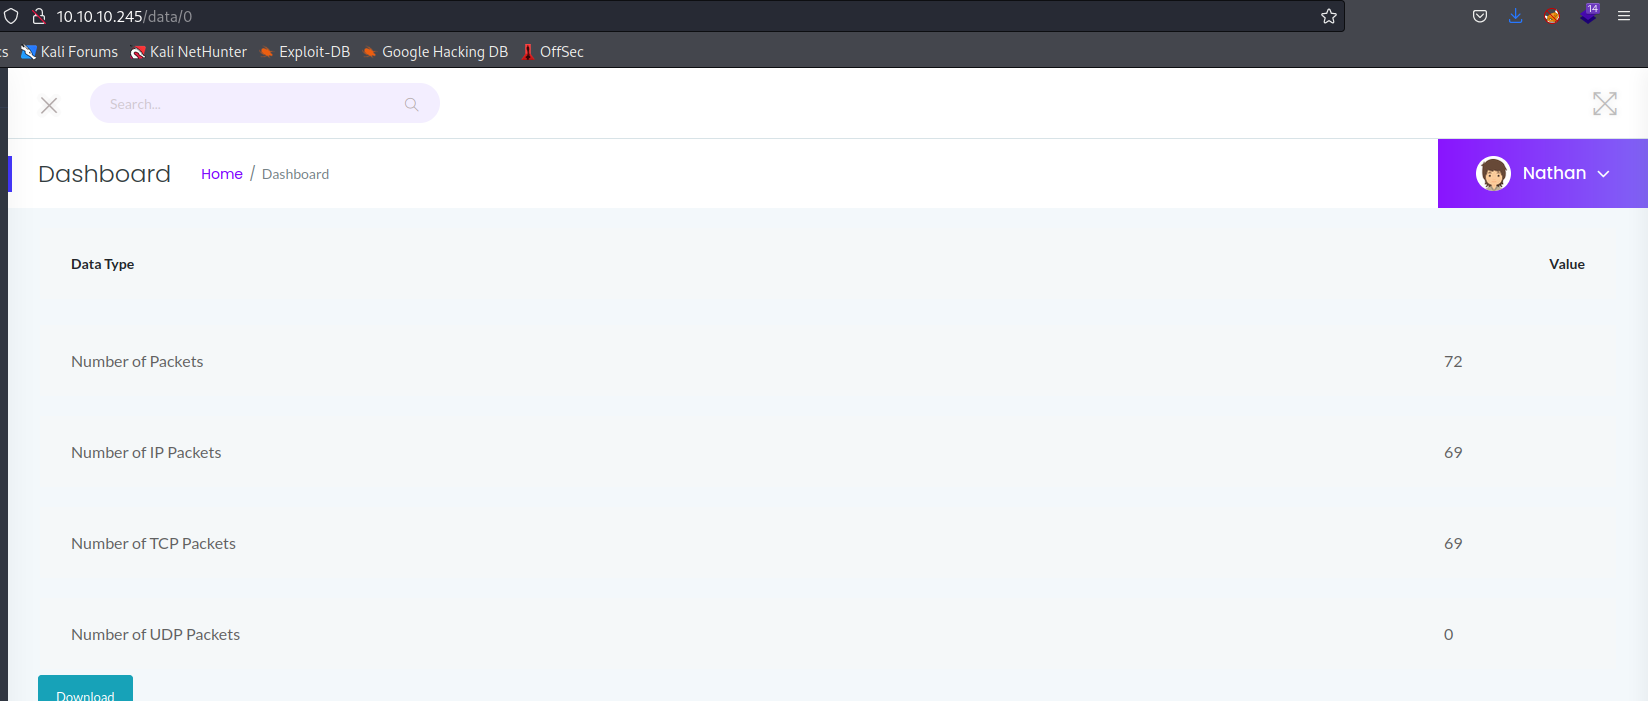 10.10.10.245/data/0
14
s Kali Forums Kali NetHunter Exploit-DB Google Hacking DB OffSec
Search...
Dashboard Home / Dashboard Nathan
Data Type Value
Number of Packets 72
Number of IP Packets 69
Number of TCP Packets 69
Number of UDP Packets 0
Download